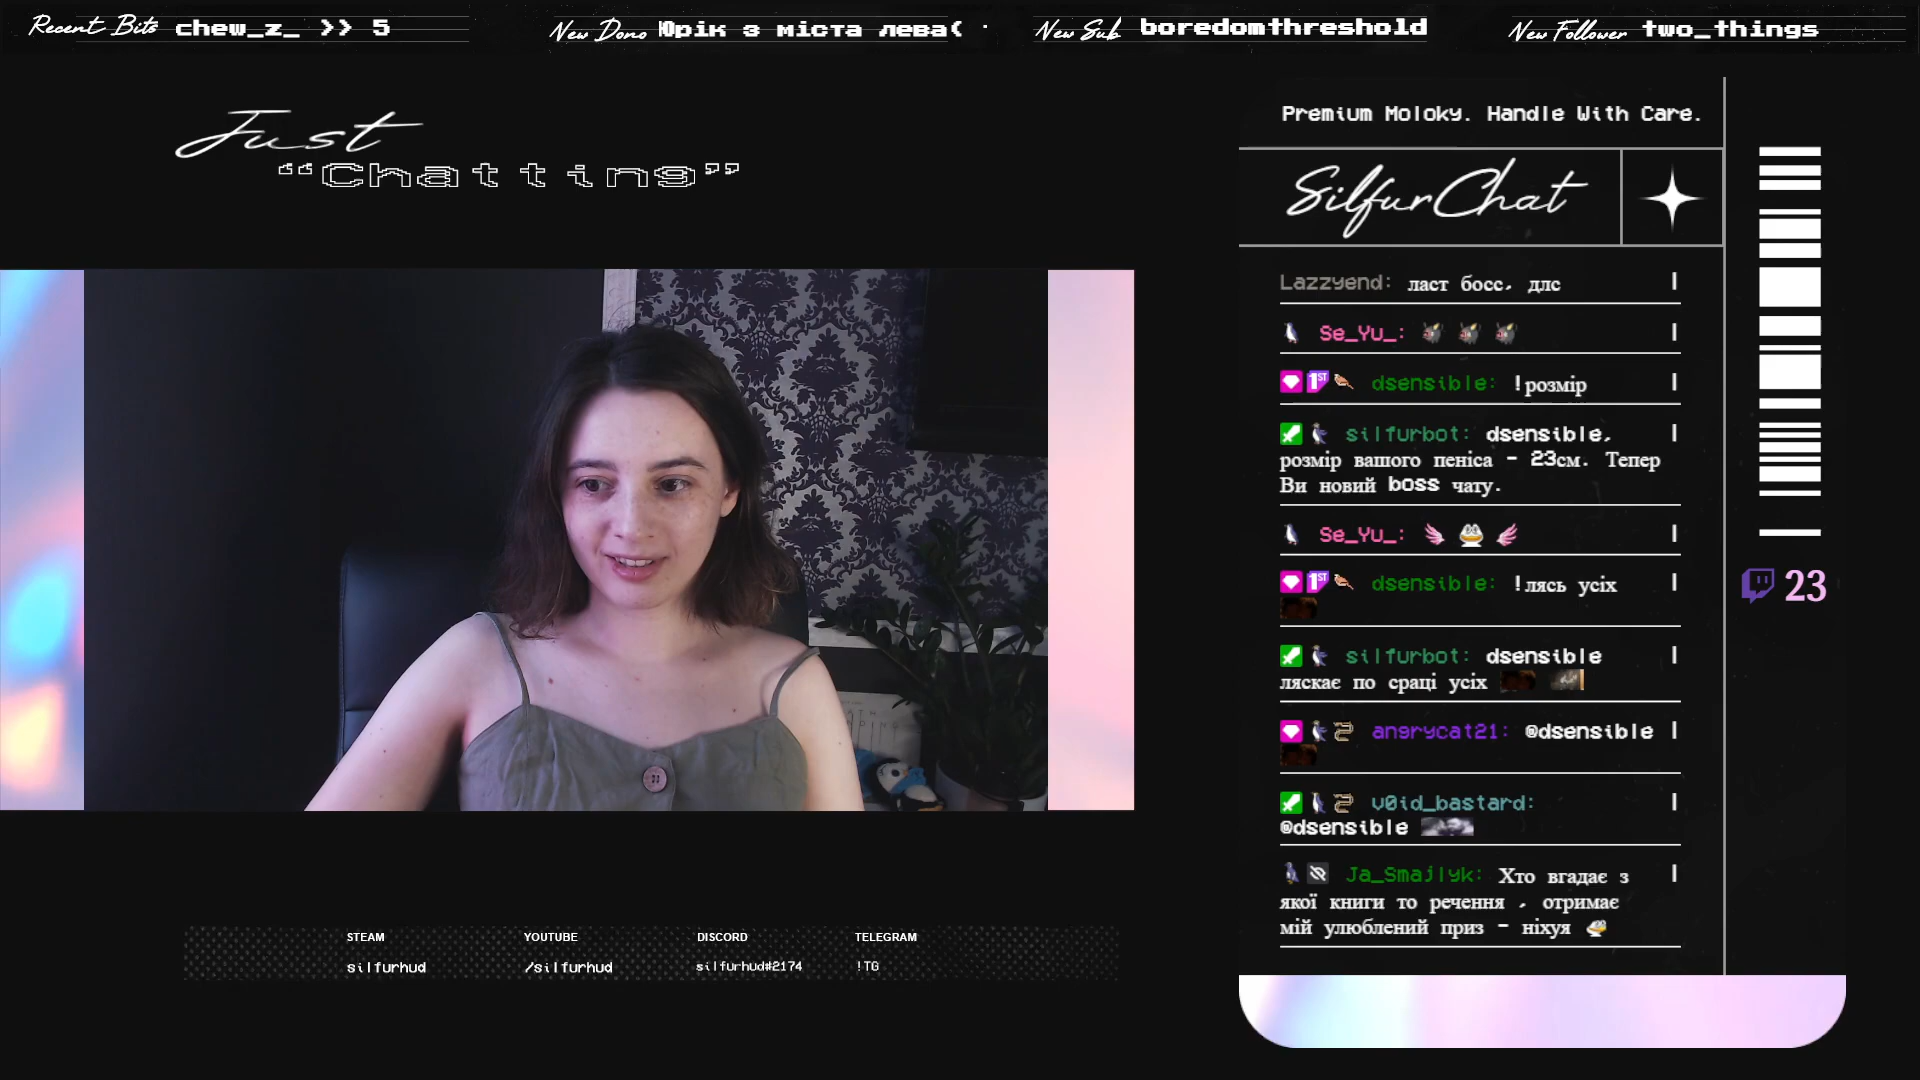 Recent Bits chew_z_ >> 5
New Dono Юрік з міста лева(
New Sub boredomthreshold
New Follower two_things
Just
“Chatting”
Premium Moloky. Handle With Care.
SilfurChat
Lazzyend: ласт босс, длс
Se_Yu_:
1ST dsensible: !розмір
silfurbot: dsensible,
розмір вашого пеніса - 23см. Тепер
Ви новий boss чату.
Se_Yu_:
1ST dsensible: !лясь усіх
silfurbot: dsensible
ляскає по сраці усіх
angrycat21: @dsensible
v0id_bastard:
@dsensible
Ja_Smajlyk: Хто вгадає з
якої книги то речення , отримає
мій улюблений приз - ніхуя
23
STEAM
silfurhud
YOUTUBE
/silfurhud
DISCORD
silfurhud#2174
TELEGRAM
!TG